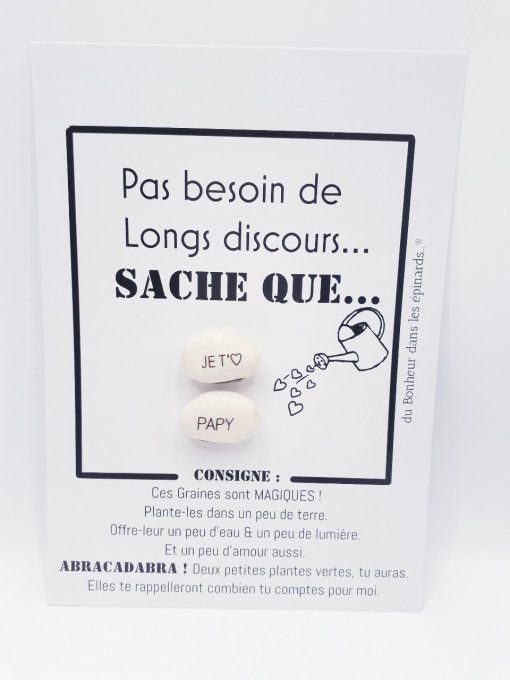 Pas besoin de
Longs discours...
SACHE QUE...
JE T'♡
PAPY
du Bonheur dans les épinards...®
CONSIGNE :
Ces Graines sont MAGIQUES !
Plante-les dans un peu de terre.
Offre-leur un peu d'eau & un peu de lumière.
Et un peu d'amour aussi.
ABRACADABRA ! Deux petites plantes vertes, tu auras.
Elles te rappelleront combien tu comptes pour moi.